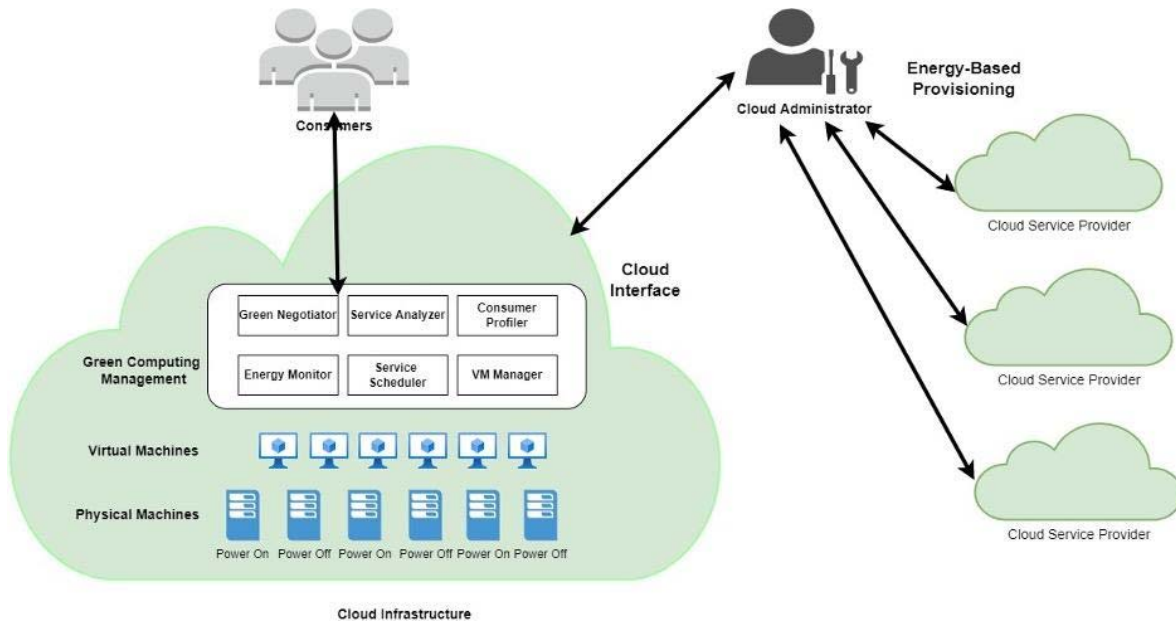 Consumers
Cloud Administrator
Energy-Based
Provisioning
Cloud Service Provider
Cloud Interface
Green Negotiator
Service Analyzer
Consumer
Profiler
Green Computing
Management
Energy Monitor
Service
Scheduler
VM Manager
Cloud Service Provider
Virtual Machines
Physical Machines
Power On
Power Off
Power On
Power Off
Power On
Power Off
Cloud Service Provider
Cloud Infrastructure